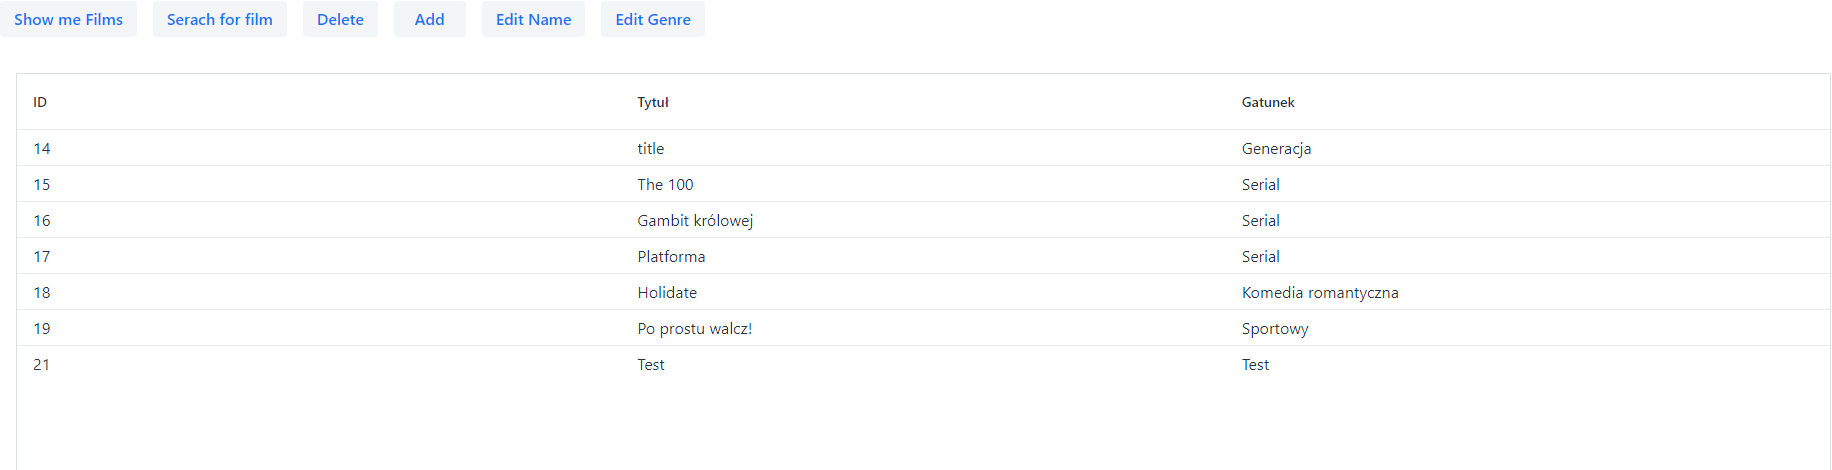 Show me Films Serach for film Delete Add Edit Name Edit Genre
ID Tytuł Gatunek
14 title Generacja
15 The 100 Serial
16 Gambit królowej Serial
17 Platforma Serial
18 Holidate Komedia romantyczna
19 Po prostu walcz! Sportowy
21 Test Test